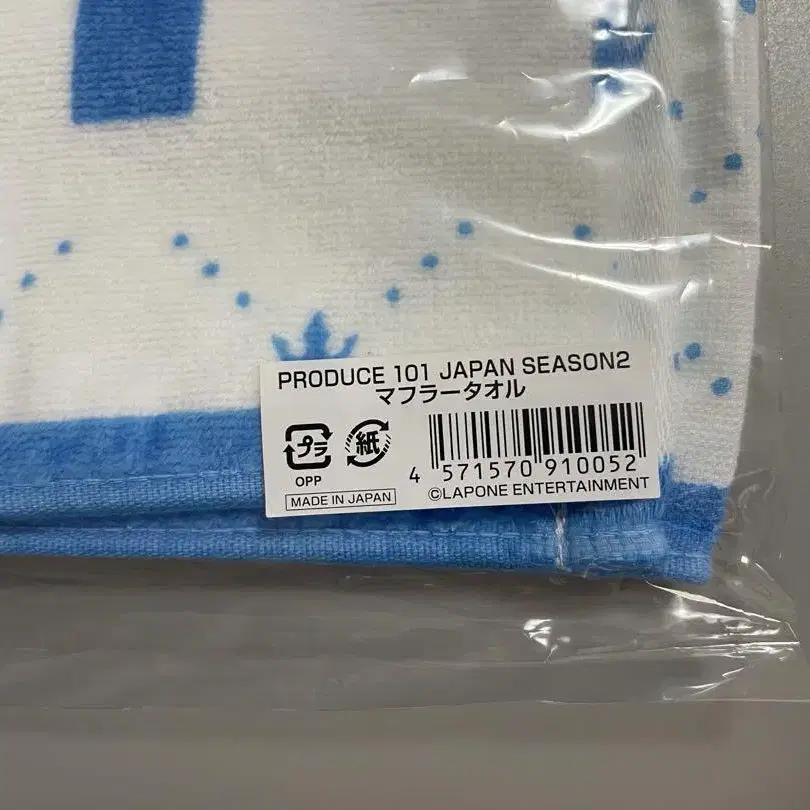 PRODUCE 101 JAPAN SEASON2
マフラータオル
プラ
紙
OPP
MADE IN JAPAN
4 571570 910052
©LAPONE ENTERTAINMENT